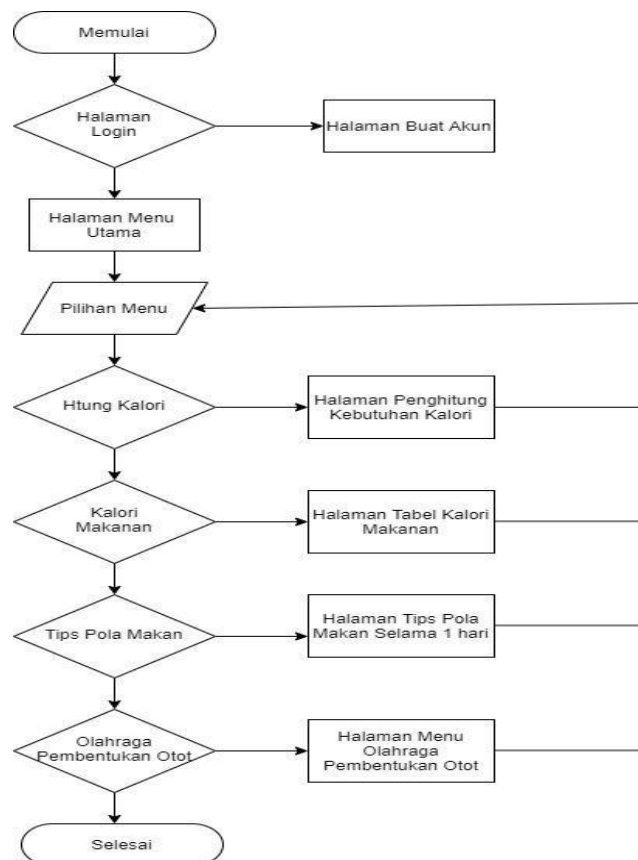 Memulai
Halaman
Login
Halaman Buat Akun
Halaman Menu
Utama
Pilihan Menu
Htung Kalori
Halaman Penghitung
Kebutuhan Kalori
Kalori
Makanan
Halaman Tabel Kalori
Makanan
Tips Pola Makan
Halaman Tips Pola
Makan Selama 1 hari
Olahraga
Pembentukan Otot
Halaman Menu
Olahraga
Pembentukan Otot
Selesai